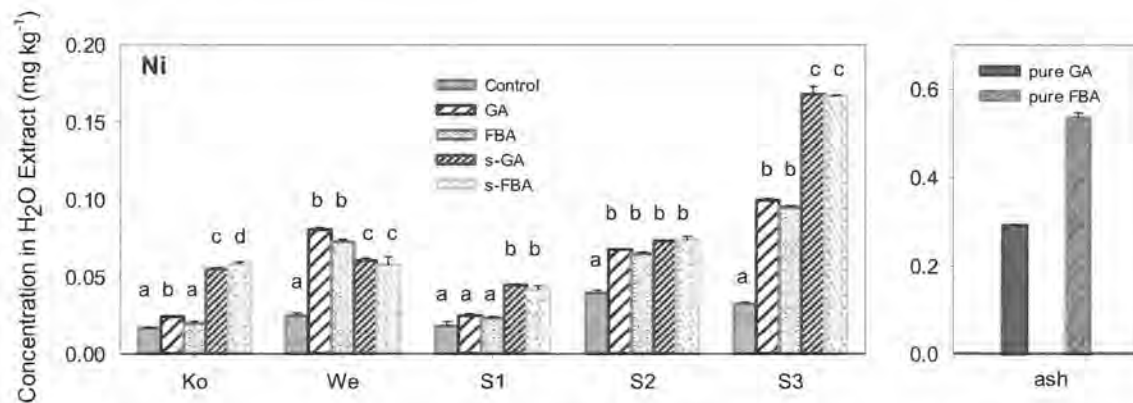 Concentration in H₂O Extract (mg kg⁻¹)
0.20
0.15
0.10
0.05
0.00
Ni
Control
GA
FBA
s-GA
s-FBA
a b a c d
a b b c c
a a a b b
a b b b b
a b b c c
Ko We S1 S2 S3
0.6
0.4
0.2
0.0
pure GA
pure FBA
ash